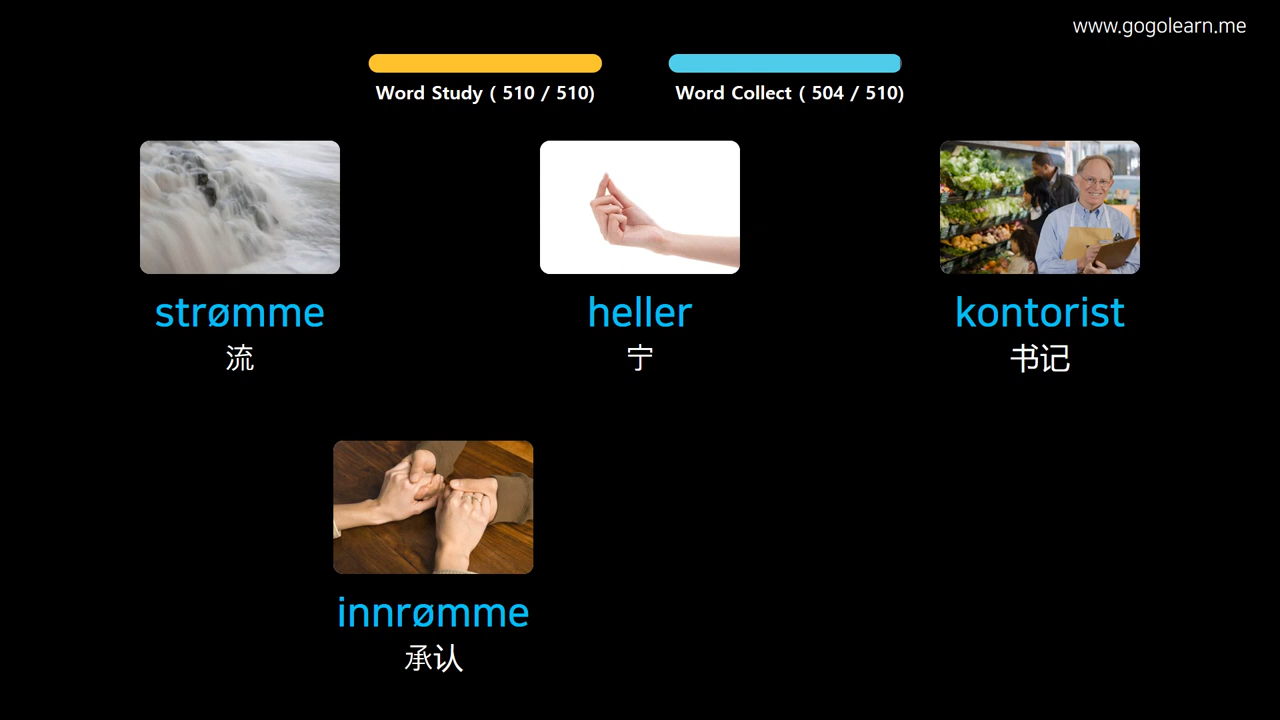 www.gogolearn.me
Word Study ( 510 / 510)
Word Collect ( 504 / 510)
strømme
流
heller
宁
kontorist
书记
innrømme
承认